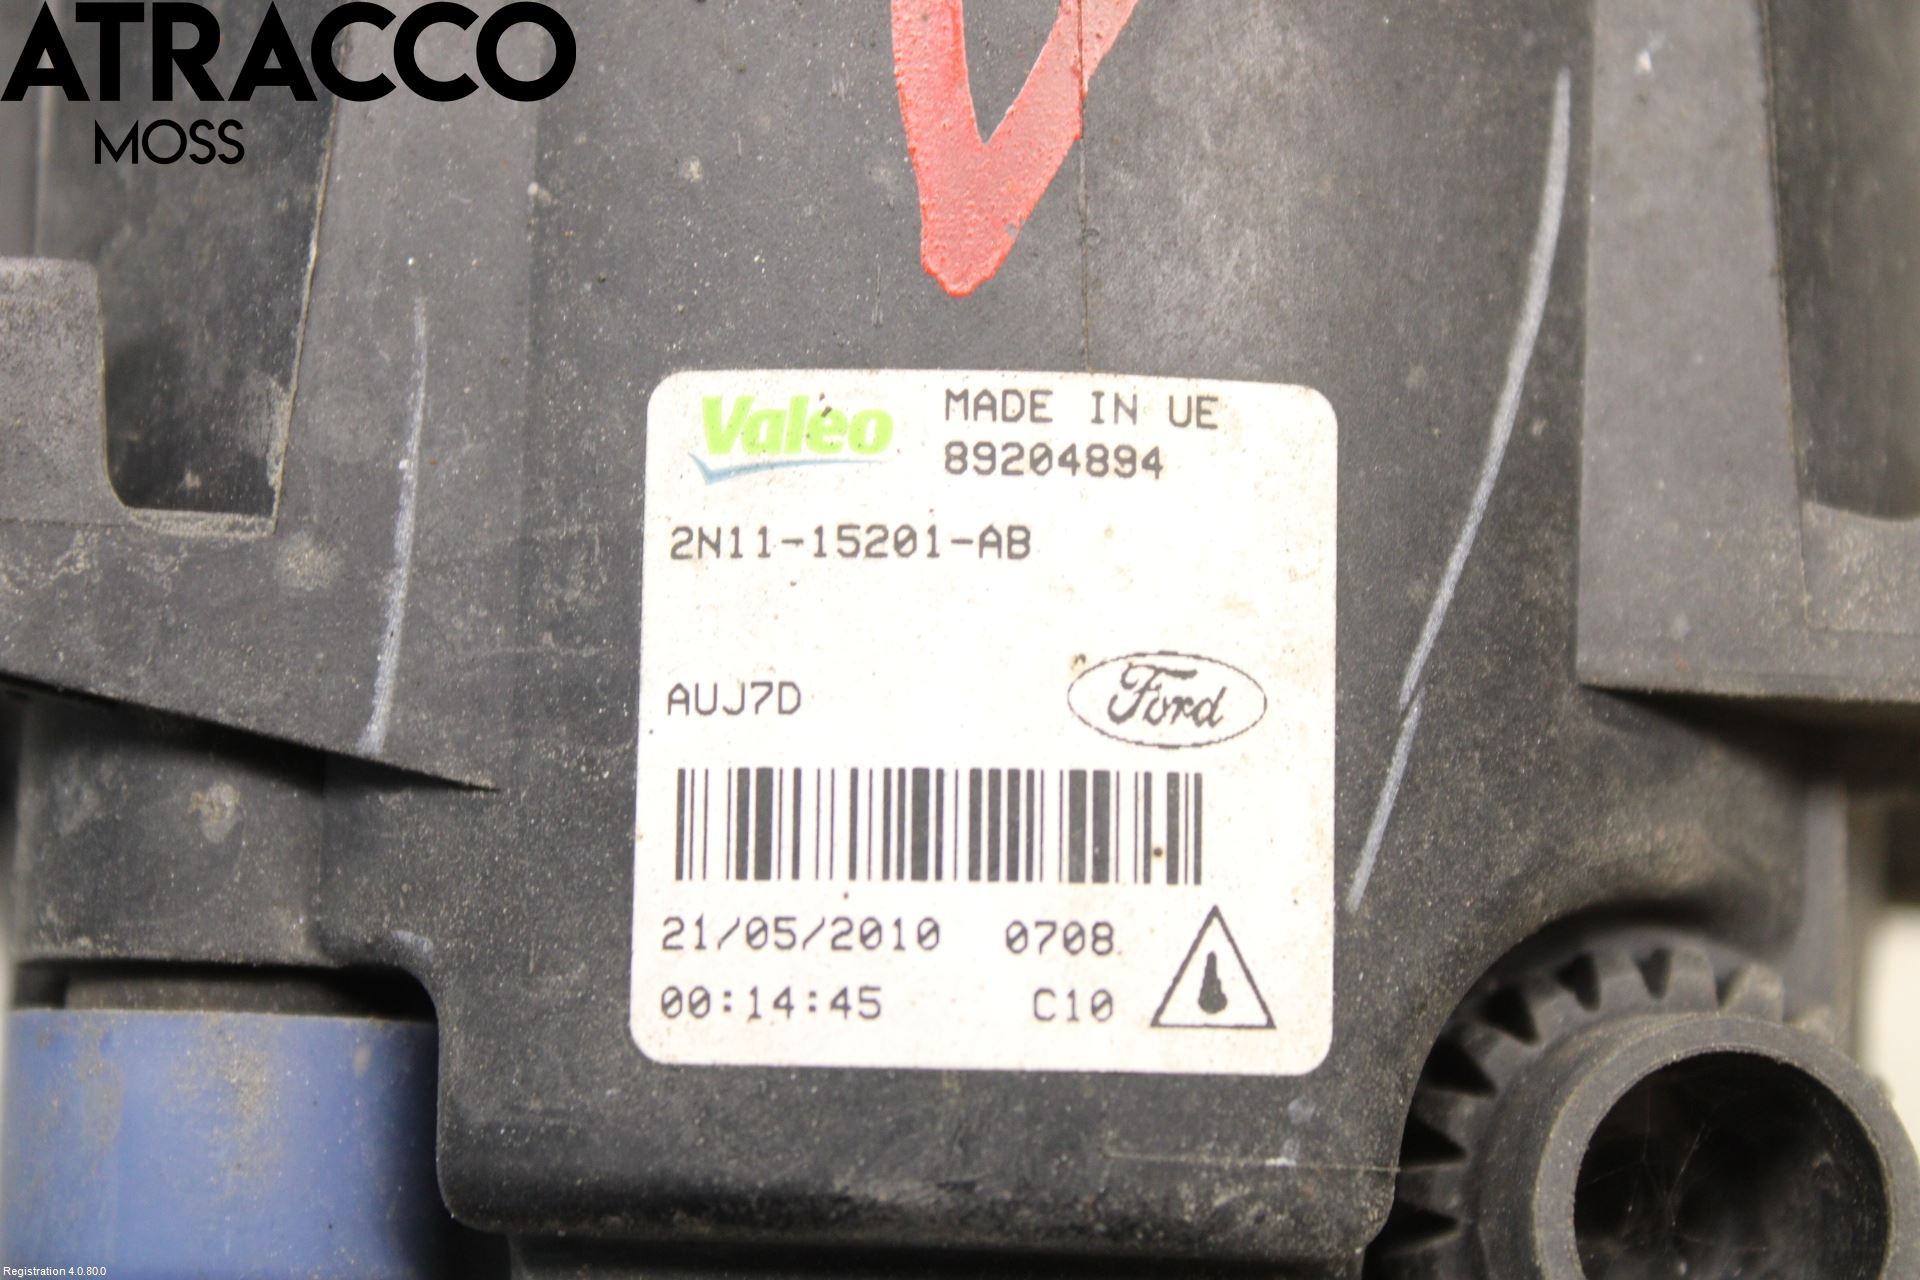 ATRACCO
MOSS
Valeo
MADE IN UE
89204894
2N11-15201-AB
AUJ7D
Ford
21/05/2010 0708
00:14:45 C10
Registration 4.0.80.0